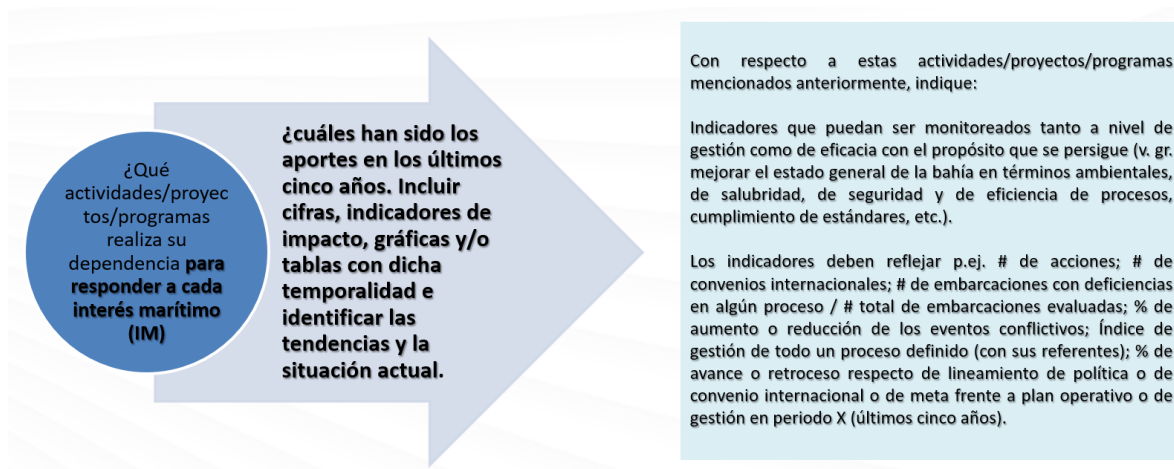 ¿Qué
actividades/proyec
tos/programas
realiza su
dependencia para
responder a cada
interés marítimo
(IM)
¿cuáles han sido los
aportes en los últimos
cinco años. Incluir
cifras, indicadores de
impacto, gráficas y/o
tablas con dicha
temporalidad e
identificar las
tendencias y la
situación actual.
Con respecto a estas actividades/proyectos/programas
mencionados anteriormente, indique:
Indicadores que puedan ser monitoreados tanto a nivel de
gestión como de eficacia con el propósito que se persigue (v. gr.
mejorar el estado general de la bahía en términos ambientales,
de salubridad, de seguridad y de eficiencia de procesos,
cumplimiento de estándares, etc.).
Los indicadores deben reflejar p.ej. # de acciones; # de
convenios internacionales; # de embarcaciones con deficiencias
en algún proceso / # total de embarcaciones evaluadas; % de
aumento o reducción de los eventos conflictivos; Índice de
gestión de todo un proceso definido (con sus referentes); % de
avance o retroceso respecto de lineamiento de política o de
convenio internacional o de meta frente a plan operativo o de
gestión en periodo X (últimos cinco años).